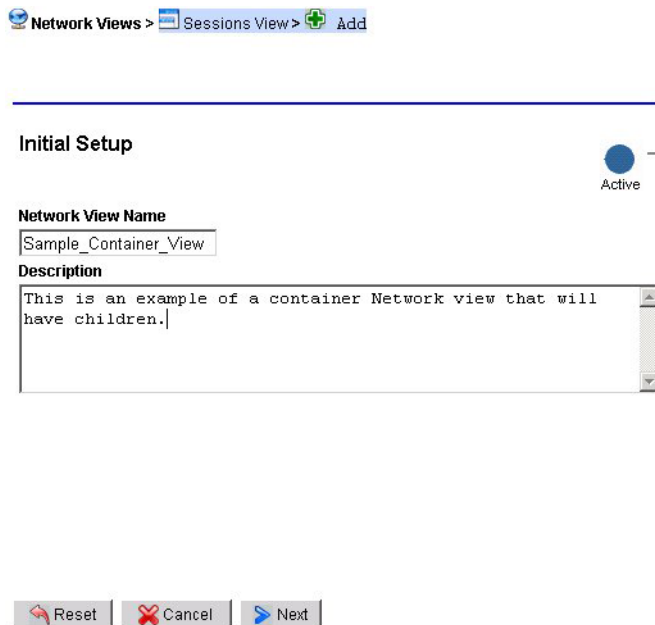 Network Views > Sessions View > Add
Initial Setup
Active
Network View Name
Sample_Container_View
Description
This is an example of a container Network view that will
have children.
Reset Cancel Next